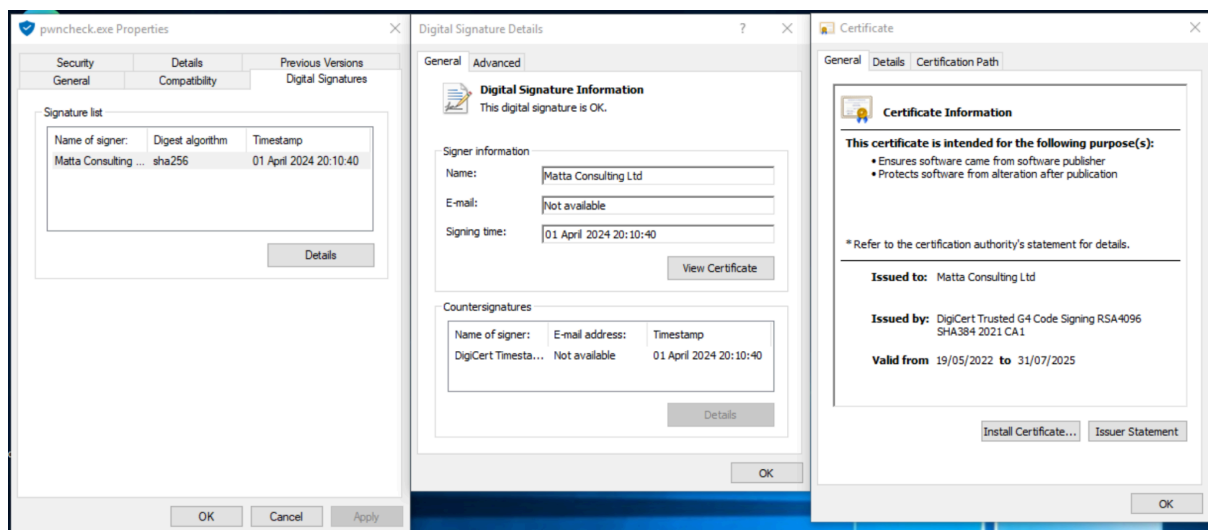 pwncheck.exe Properties
Security Details Previous Versions
General Compatibility Digital Signatures
Signature list
Name of signer: Digest algorithm Timestamp
Matta Consulting ... sha256 01 April 2024 20:10:40
Details
OK Cancel Apply
Digital Signature Details
General Advanced
Digital Signature Information
This digital signature is OK.
Signer information
Name: Matta Consulting Ltd
E-mail: Not available
Signing time: 01 April 2024 20:10:40
View Certificate
Countersignatures
Name of signer: E-mail address: Timestamp
DigiCert Timesta... Not available 01 April 2024 20:10:40
Details
OK
Certificate
General Details Certification Path
Certificate Information
This certificate is intended for the following purpose(s):
• Ensures software came from software publisher
• Protects software from alteration after publication
* Refer to the certification authority's statement for details.
Issued to: Matta Consulting Ltd
Issued by: DigiCert Trusted G4 Code Signing RSA4096
SHA384 2021 CA1
Valid from 19/05/2022 to 31/07/2025
Install Certificate... Issuer Statement
OK